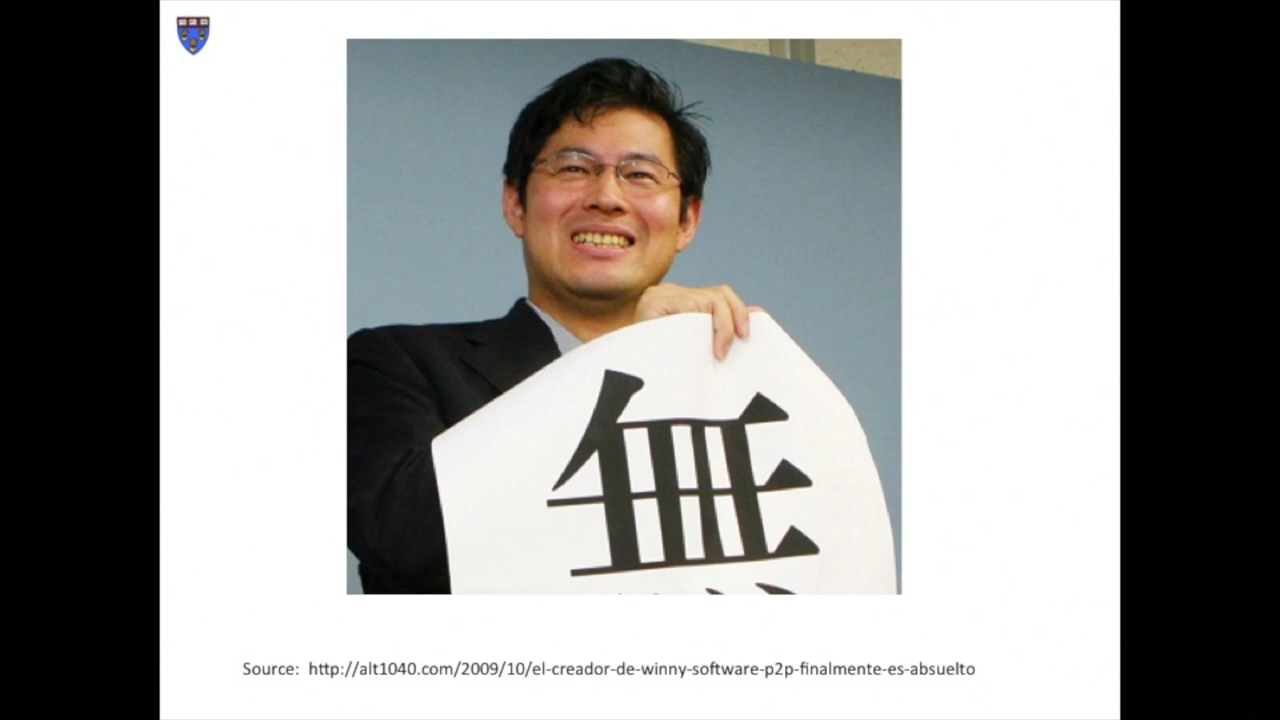 無
Source: http://alt1040.com/2009/10/el-creador-de-winny-software-p2p-finalmente-es-absuelto